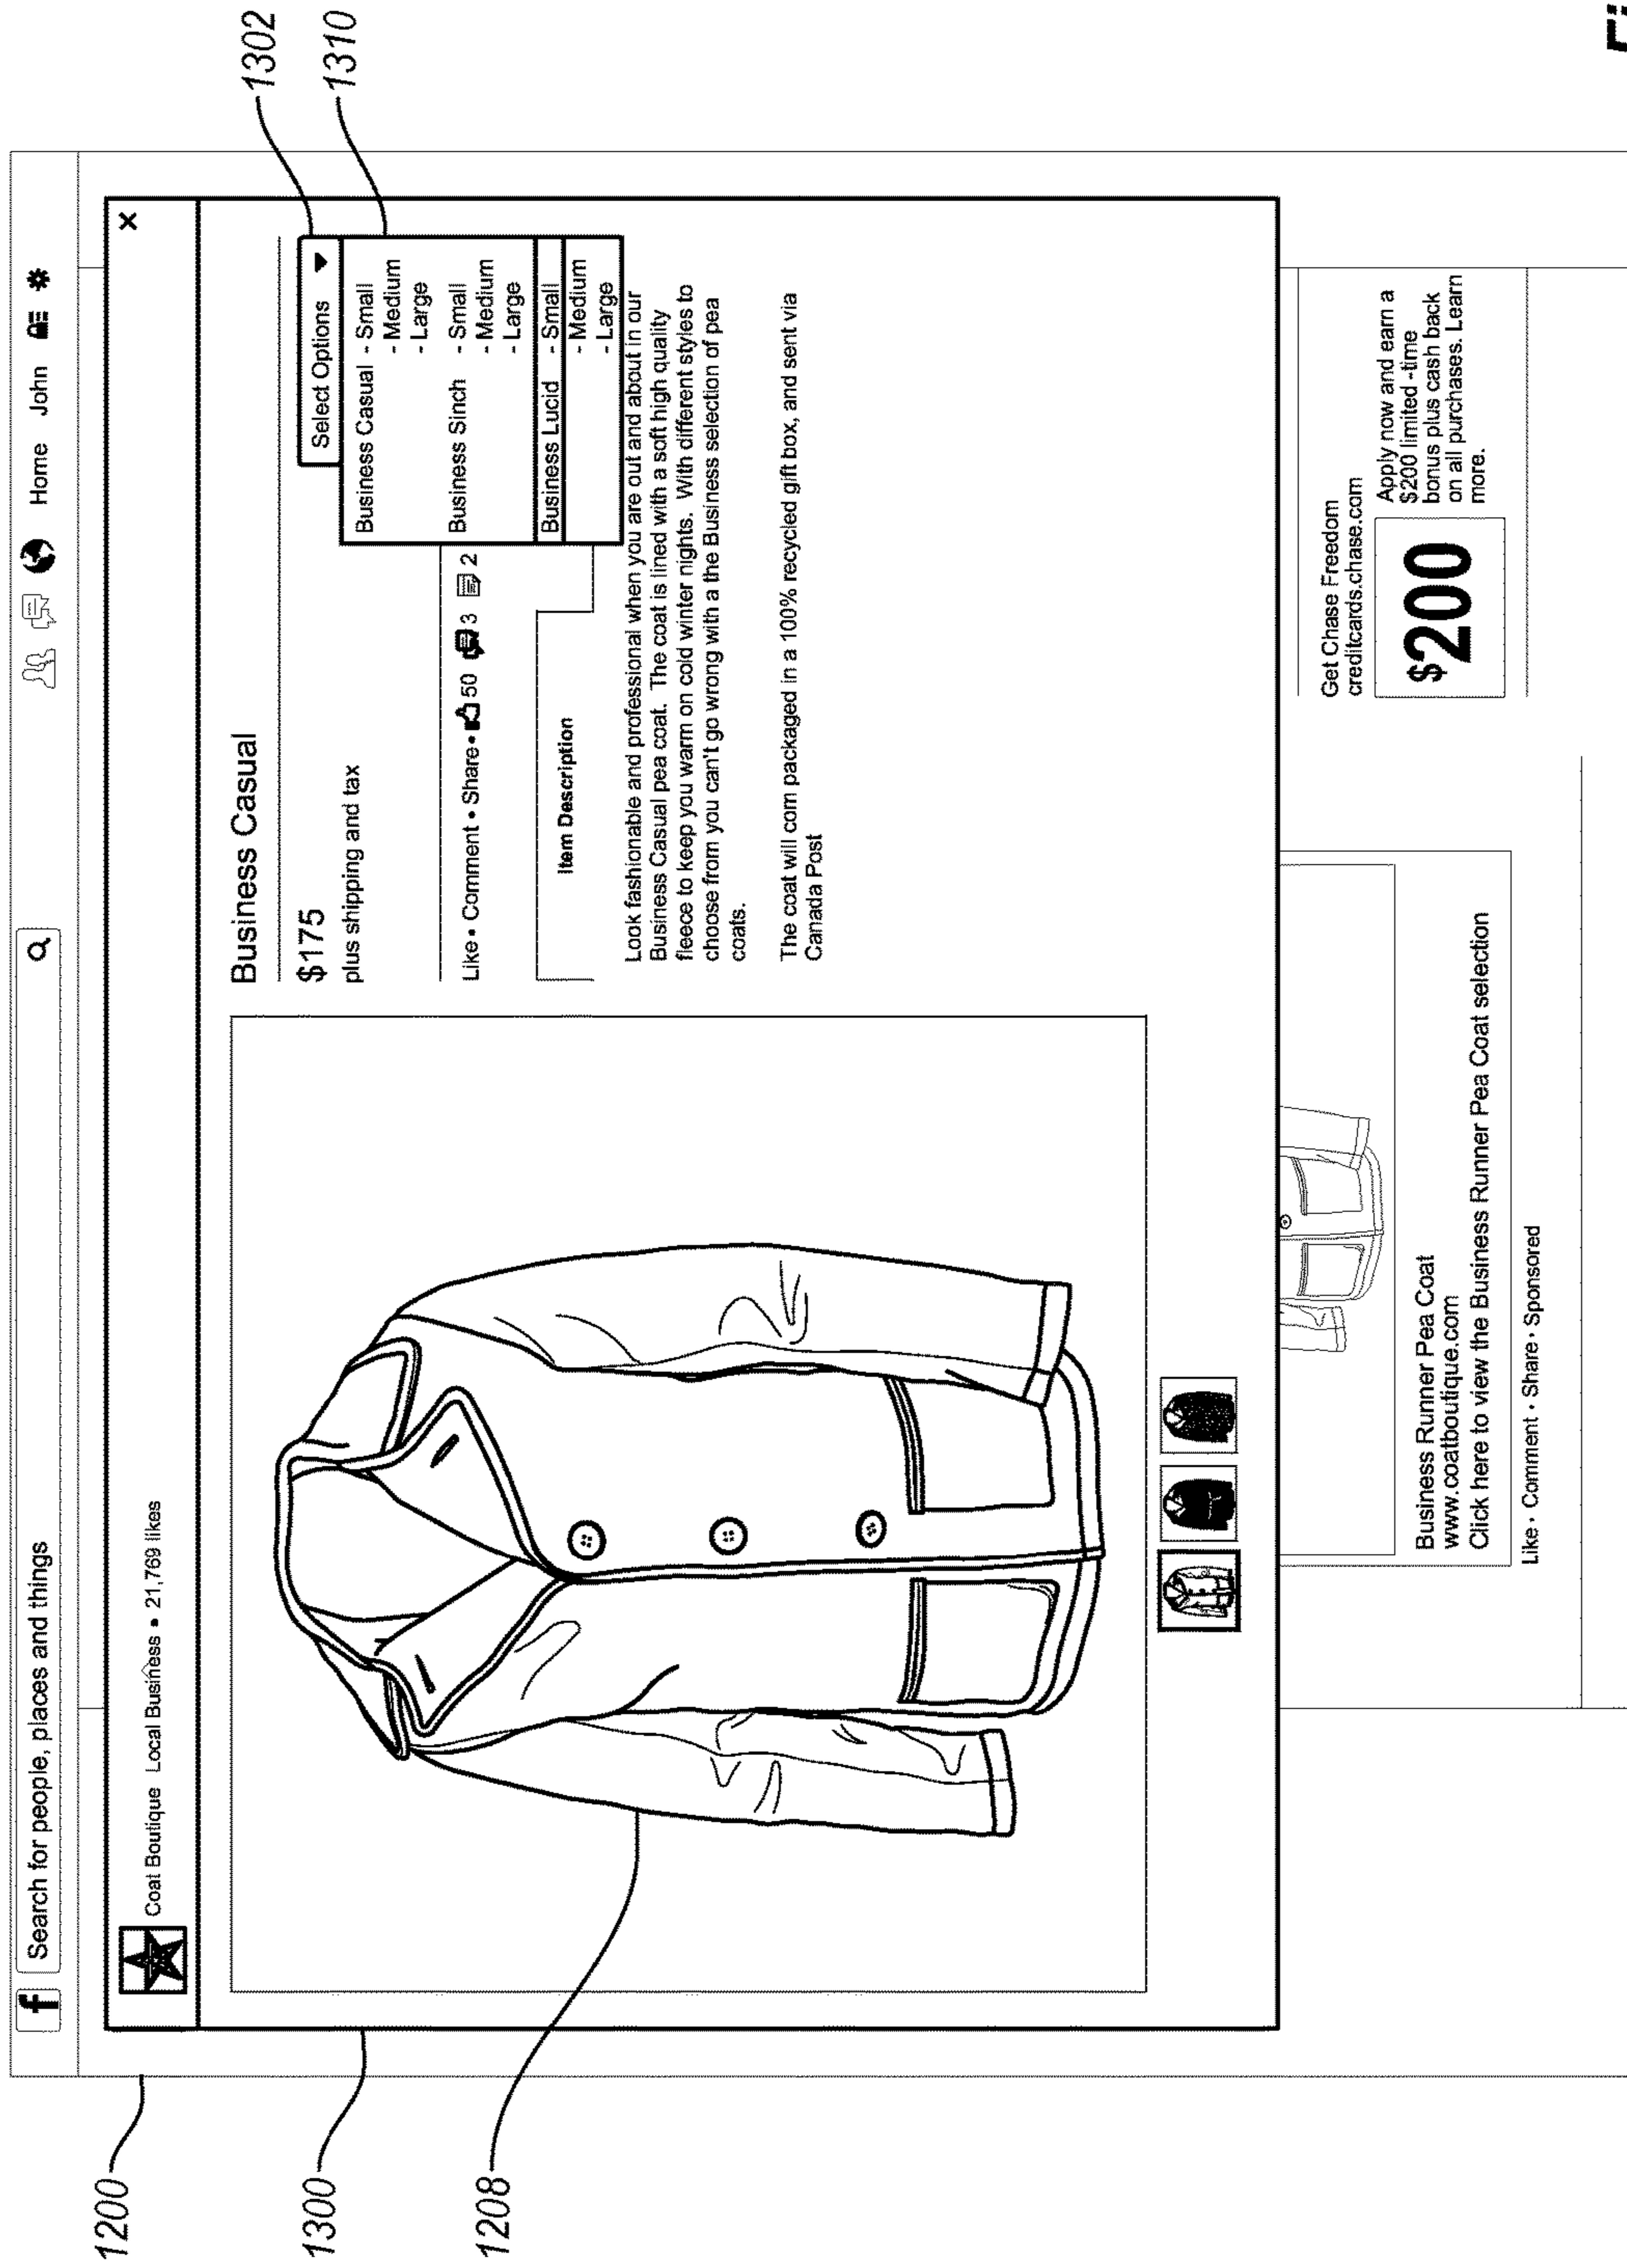 f
Search for people, places and things
Home
John
Coat Boutique Local Business • 21,769 likes
×
Business Casual
$175
plus shipping and tax
Select Options
Business Casual - Small
- Medium
- Large
Business Sinch - Small
- Medium
- Large
Business Lucid - Small
- Medium
- Large
Like • Comment • Share • 50 3 2
Item Description
Look fashionable and professional when you are out and about in our
Business Casual pea coat. The coat is lined with a soft high quality
fleece to keep you warm on cold winter nights. With different styles to
choose from you can't go wrong with a the Business selection of pea
coats.
The coat will com packaged in a 100% recycled gift box, and sent via
Canada Post
Business Runner Pea Coat
www.coatboutique.com
Click here to view the Business Runner Pea Coat selection
Like • Comment • Share • Sponsored
Get Chase Freedom
creditcards.chase.com
$200
Apply now and earn a
$200 limited -time
bonus plus cash back
on all purchases. Learn
more.
1200
1300
1208
1302
1310